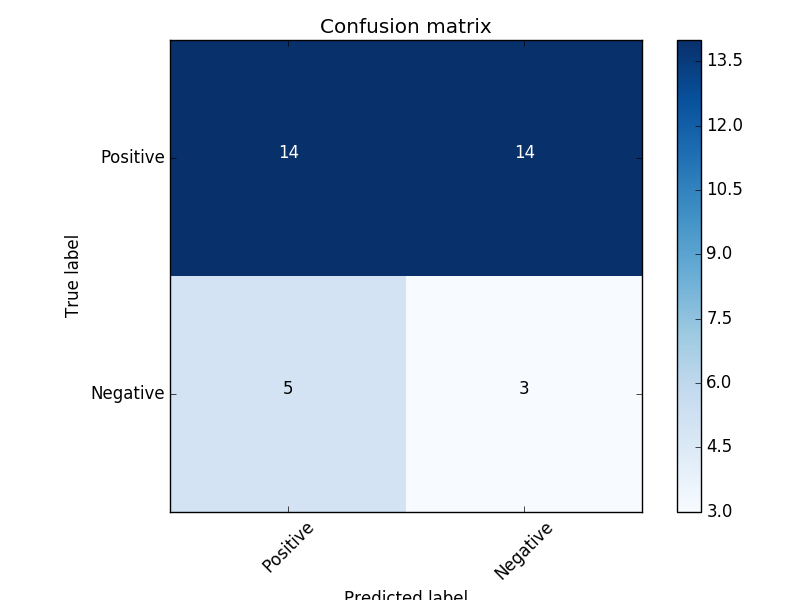 Confusion matrix
13.5
12.0
10.5
9.0
7.5
6.0
4.5
3.0
True label
Positive
14 14
Negative
5 3
Positive Negative
Predicted label